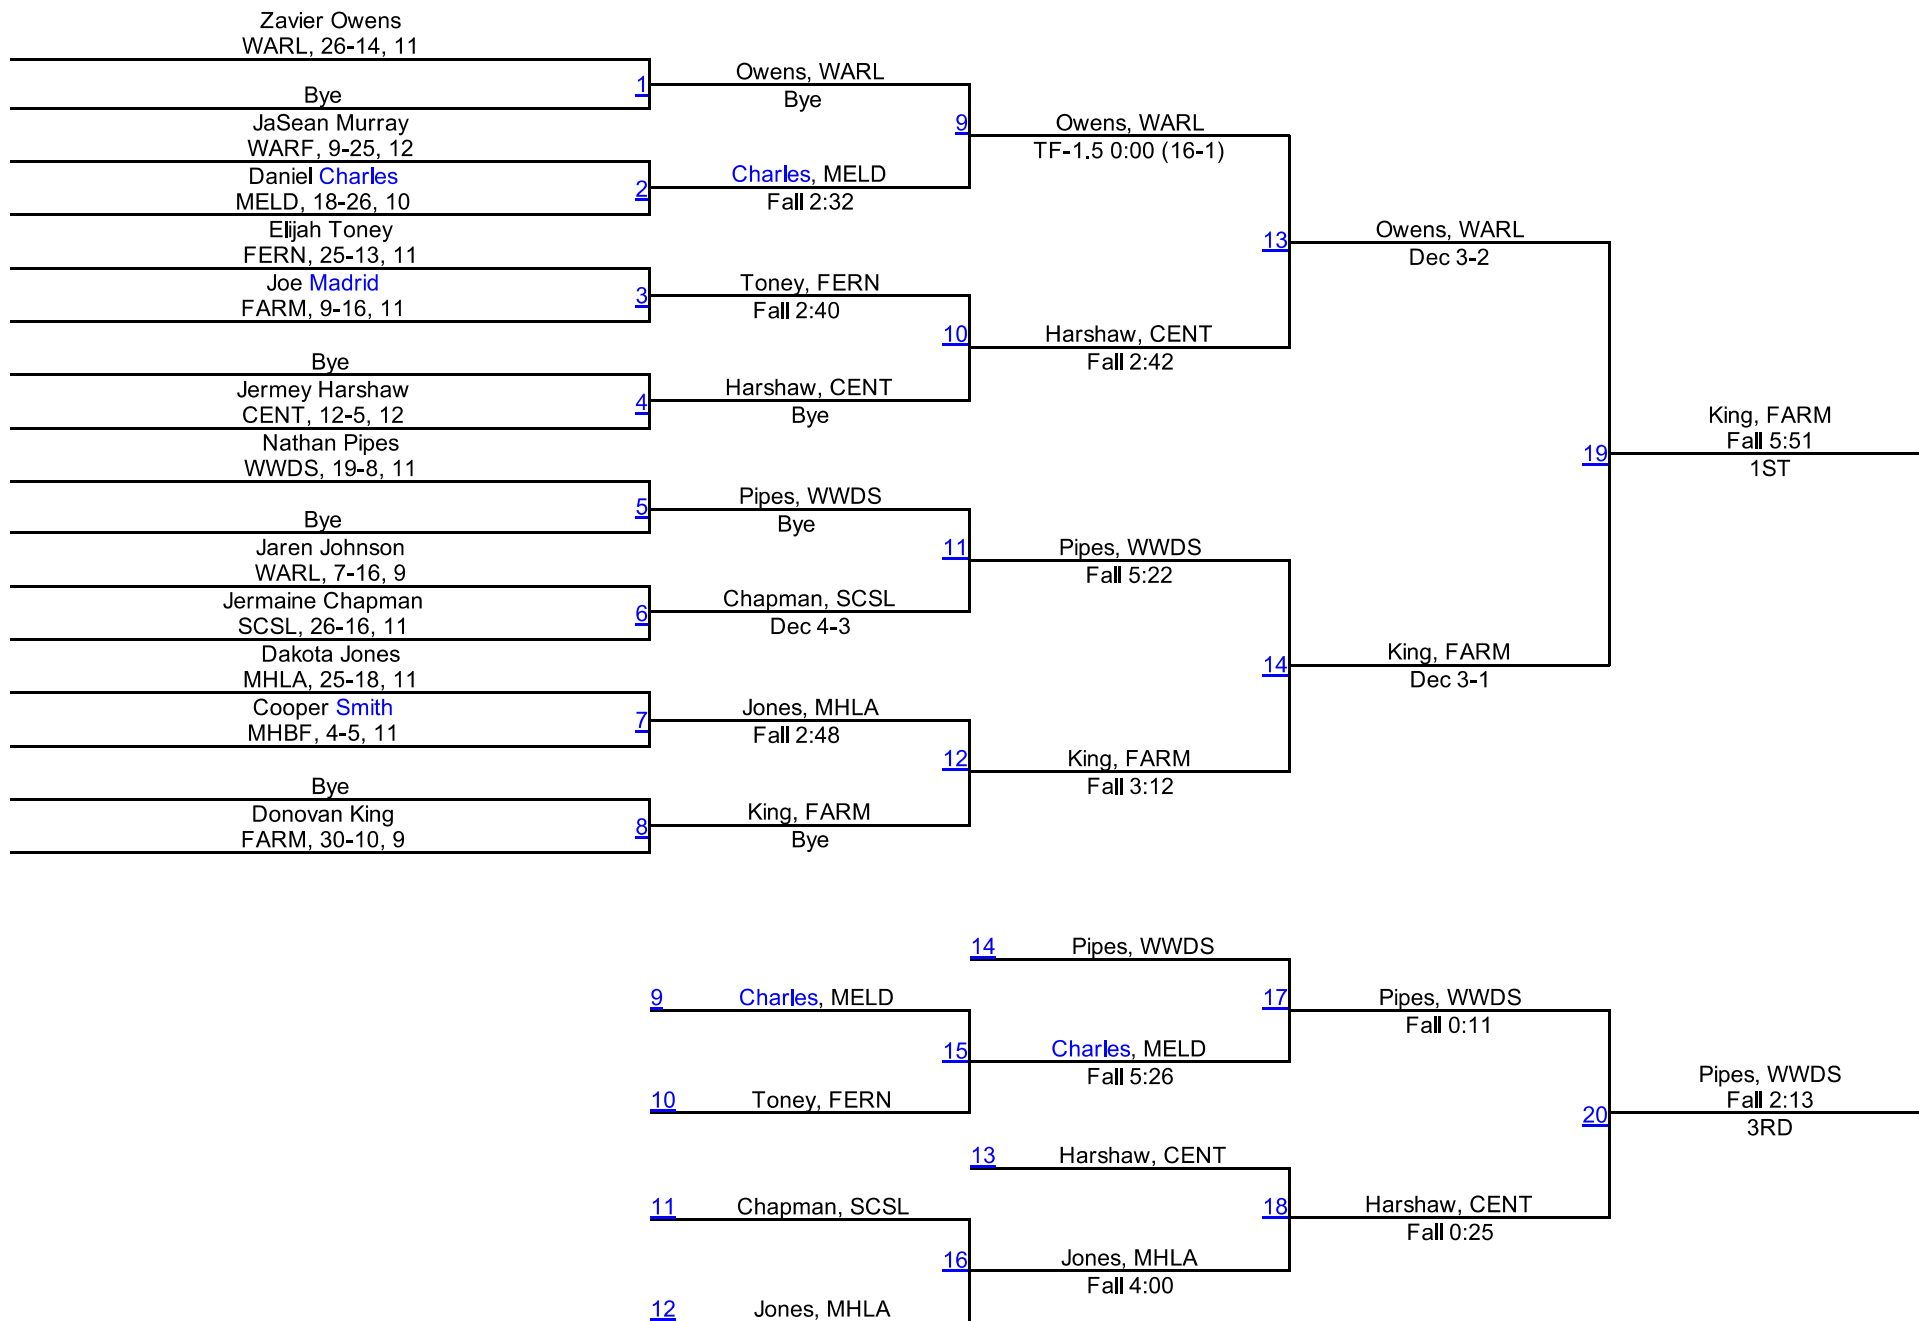 Zavier Owens
WARL, 26-14, 11
Bye
1
JaSean Murray
WARF, 9-25, 12
Daniel Charles
MELD, 18-26, 10
2
Elijah Toney
FERN, 25-13, 11
Joe Madrid
FARM, 9-16, 11
3
Bye
Jermey Harshaw
CENT, 12-5, 12
4
Nathan Pipes
WWDS, 19-8, 11
Bye
5
Jaren Johnson
WARL, 7-16, 9
Jermaine Chapman
SCSL, 26-16, 11
6
Dakota Jones
MHLA, 25-18, 11
Cooper Smith
MHBF, 4-5, 11
7
Bye
Donovan King
FARM, 30-10, 9
8
Owens, WARL
Bye
9
Charles, MELD
Fall 2:32
Toney, FERN
Fall 2:40
10
Harshaw, CENT
Bye
Pipes, WWDS
Bye
11
Chapman, SCSL
Dec 4-3
Jones, MHLA
Fall 2:48
12
King, FARM
Bye
Owens, WARL
TF-1.5 0:00 (16-1)
13
Harshaw, CENT
Fall 2:42
Pipes, WWDS
Fall 5:22
14
King, FARM
Fall 3:12
Owens, WARL
Dec 3-2
19
King, FARM
Dec 3-1
King, FARM
Fall 5:51
1ST
14
Pipes, WWDS
9
Charles, MELD
17
15
Charles, MELD
Fall 5:26
10
Toney, FERN
Pipes, WWDS
Fall 0:11
20
Pipes, WWDS
Fall 2:13
3RD
13
Harshaw, CENT
11
Chapman, SCSL
18
Harshaw, CENT
Fall 0:25
16
Jones, MHLA
Fall 4:00
12
Jones, MHLA